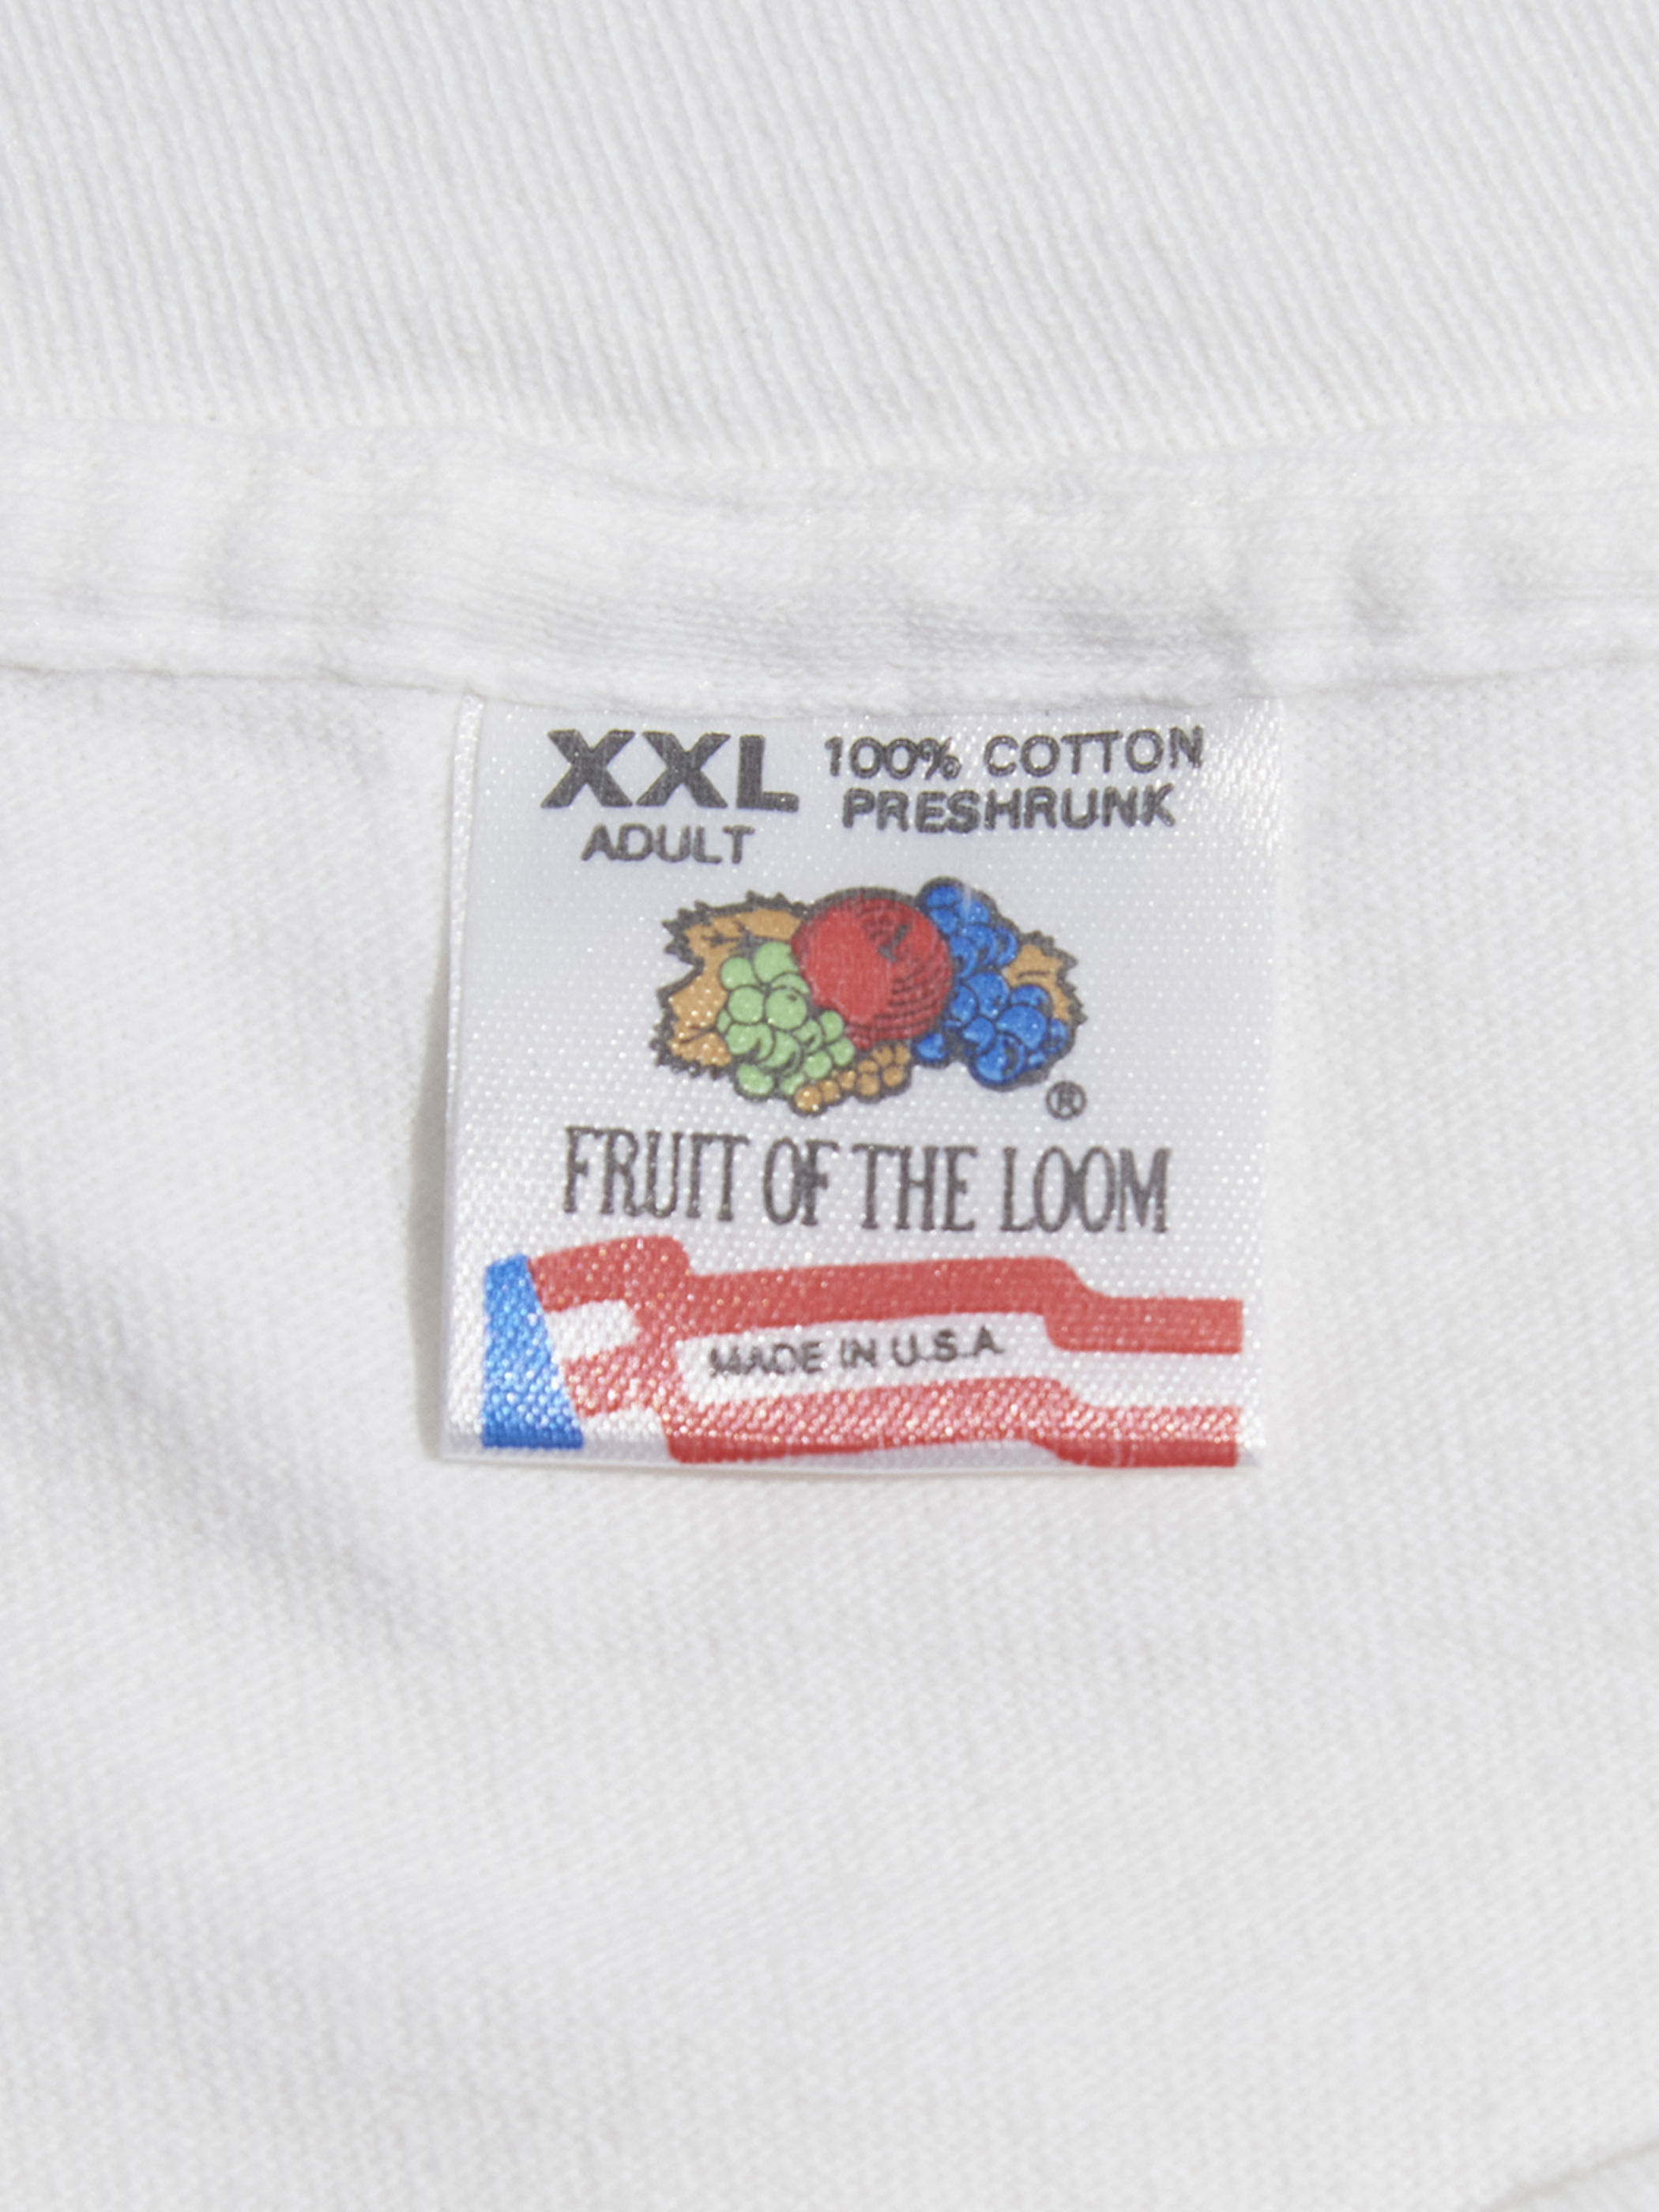 XXL
ADULT
100% COTTON
PRESHRUNK
®
FRUIT OF THE LOOM
MADE IN U.S.A.